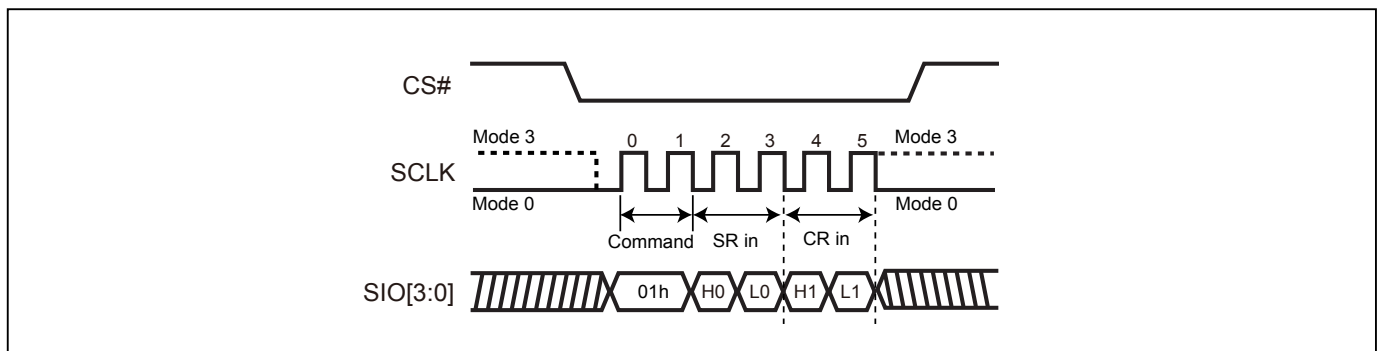 CS#
Mode 3 0 1 2 3 4 5 Mode 3
SCLK
Mode 0 Mode 0
Command SR in CR in
SIO[3:0] 01h H0 L0 H1 L1